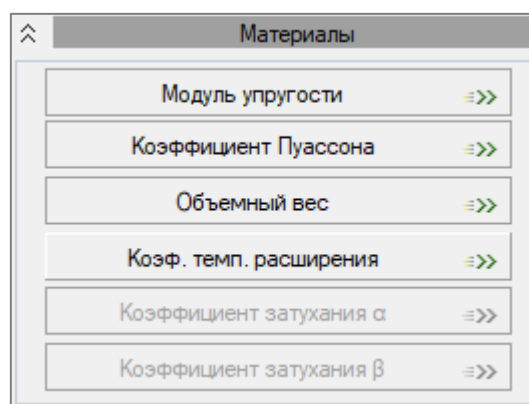 Материалы
Модуль упругости
Коэффициент Пуассона
Объемный вес
Коэф. темп. расширения
Коэффициент затухания α
Коэффициент затухания β